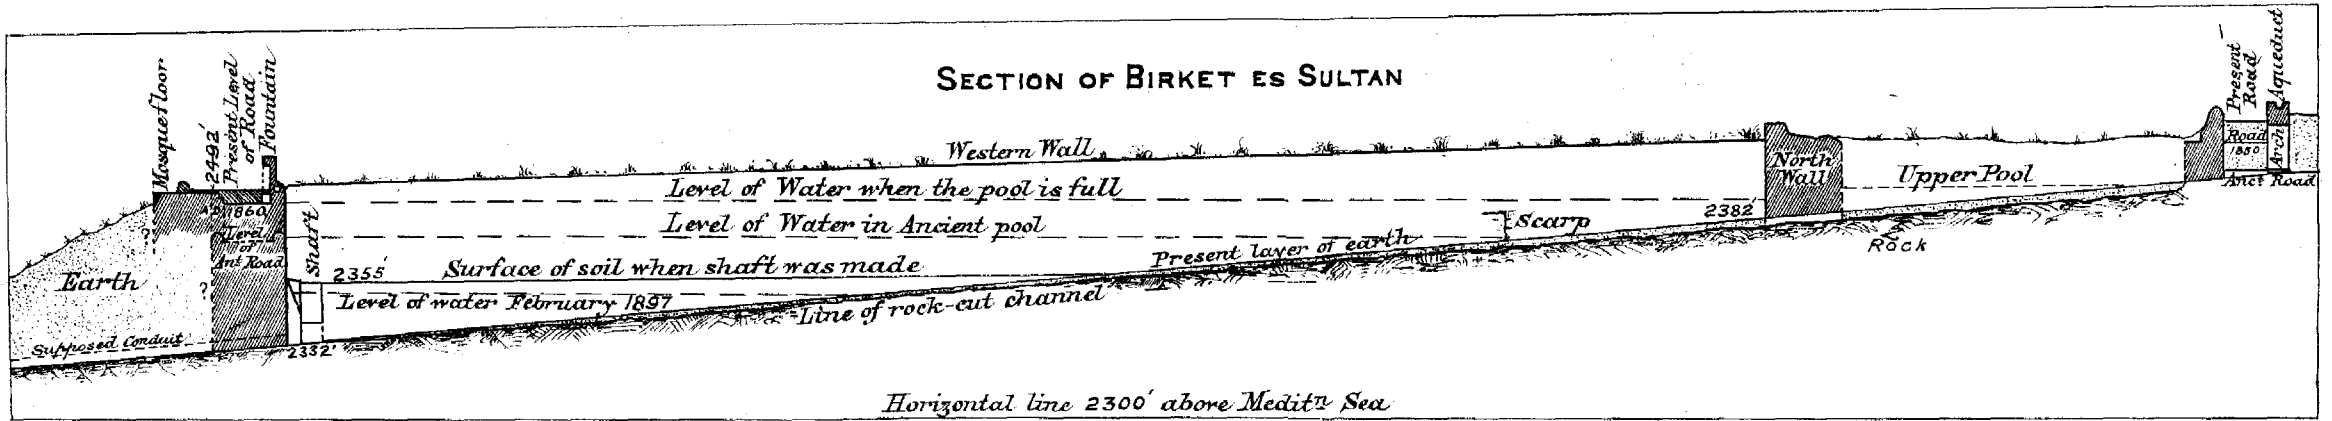 SECTION OF BIRKET ES SULTAN
Mosque floor
2492'
Present Level
of Road
Fountain
Present
Road
Aqueduct
Western Wall
Level of Water when the pool is full
Level of Water in Ancient pool
Surface of soil when shaft was made
2355'
Level of water February 1897
Present layer of earth
Line of rock-cut channel
Scarp
2382'
North
Wall
Upper Pool
Rock
Road
1850
Arch
Anct Road
A.D. 1860
Level
of
Ant. Road
Shaft
Earth
?
?
Supposed Conduit
2332'
Horizontal line 2300' above Meditn Sea